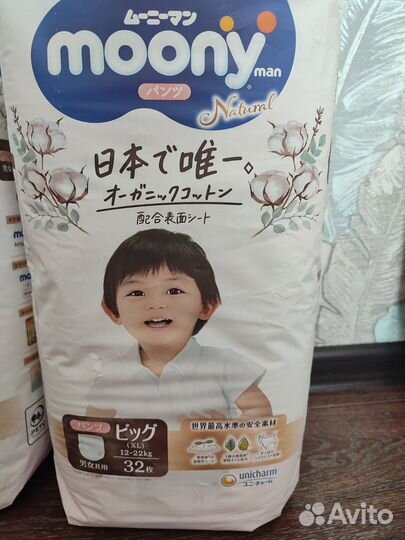 ムーニーマン
moony man
パンツ
Natural
日本で唯一。
オーガニックコットン
配合表面シート
パンツ
ビッグ
(XL)
12-22kg
男女共用
32枚
世界最高水準の安全素材
unicharm
ユニ・チャーム
Avito